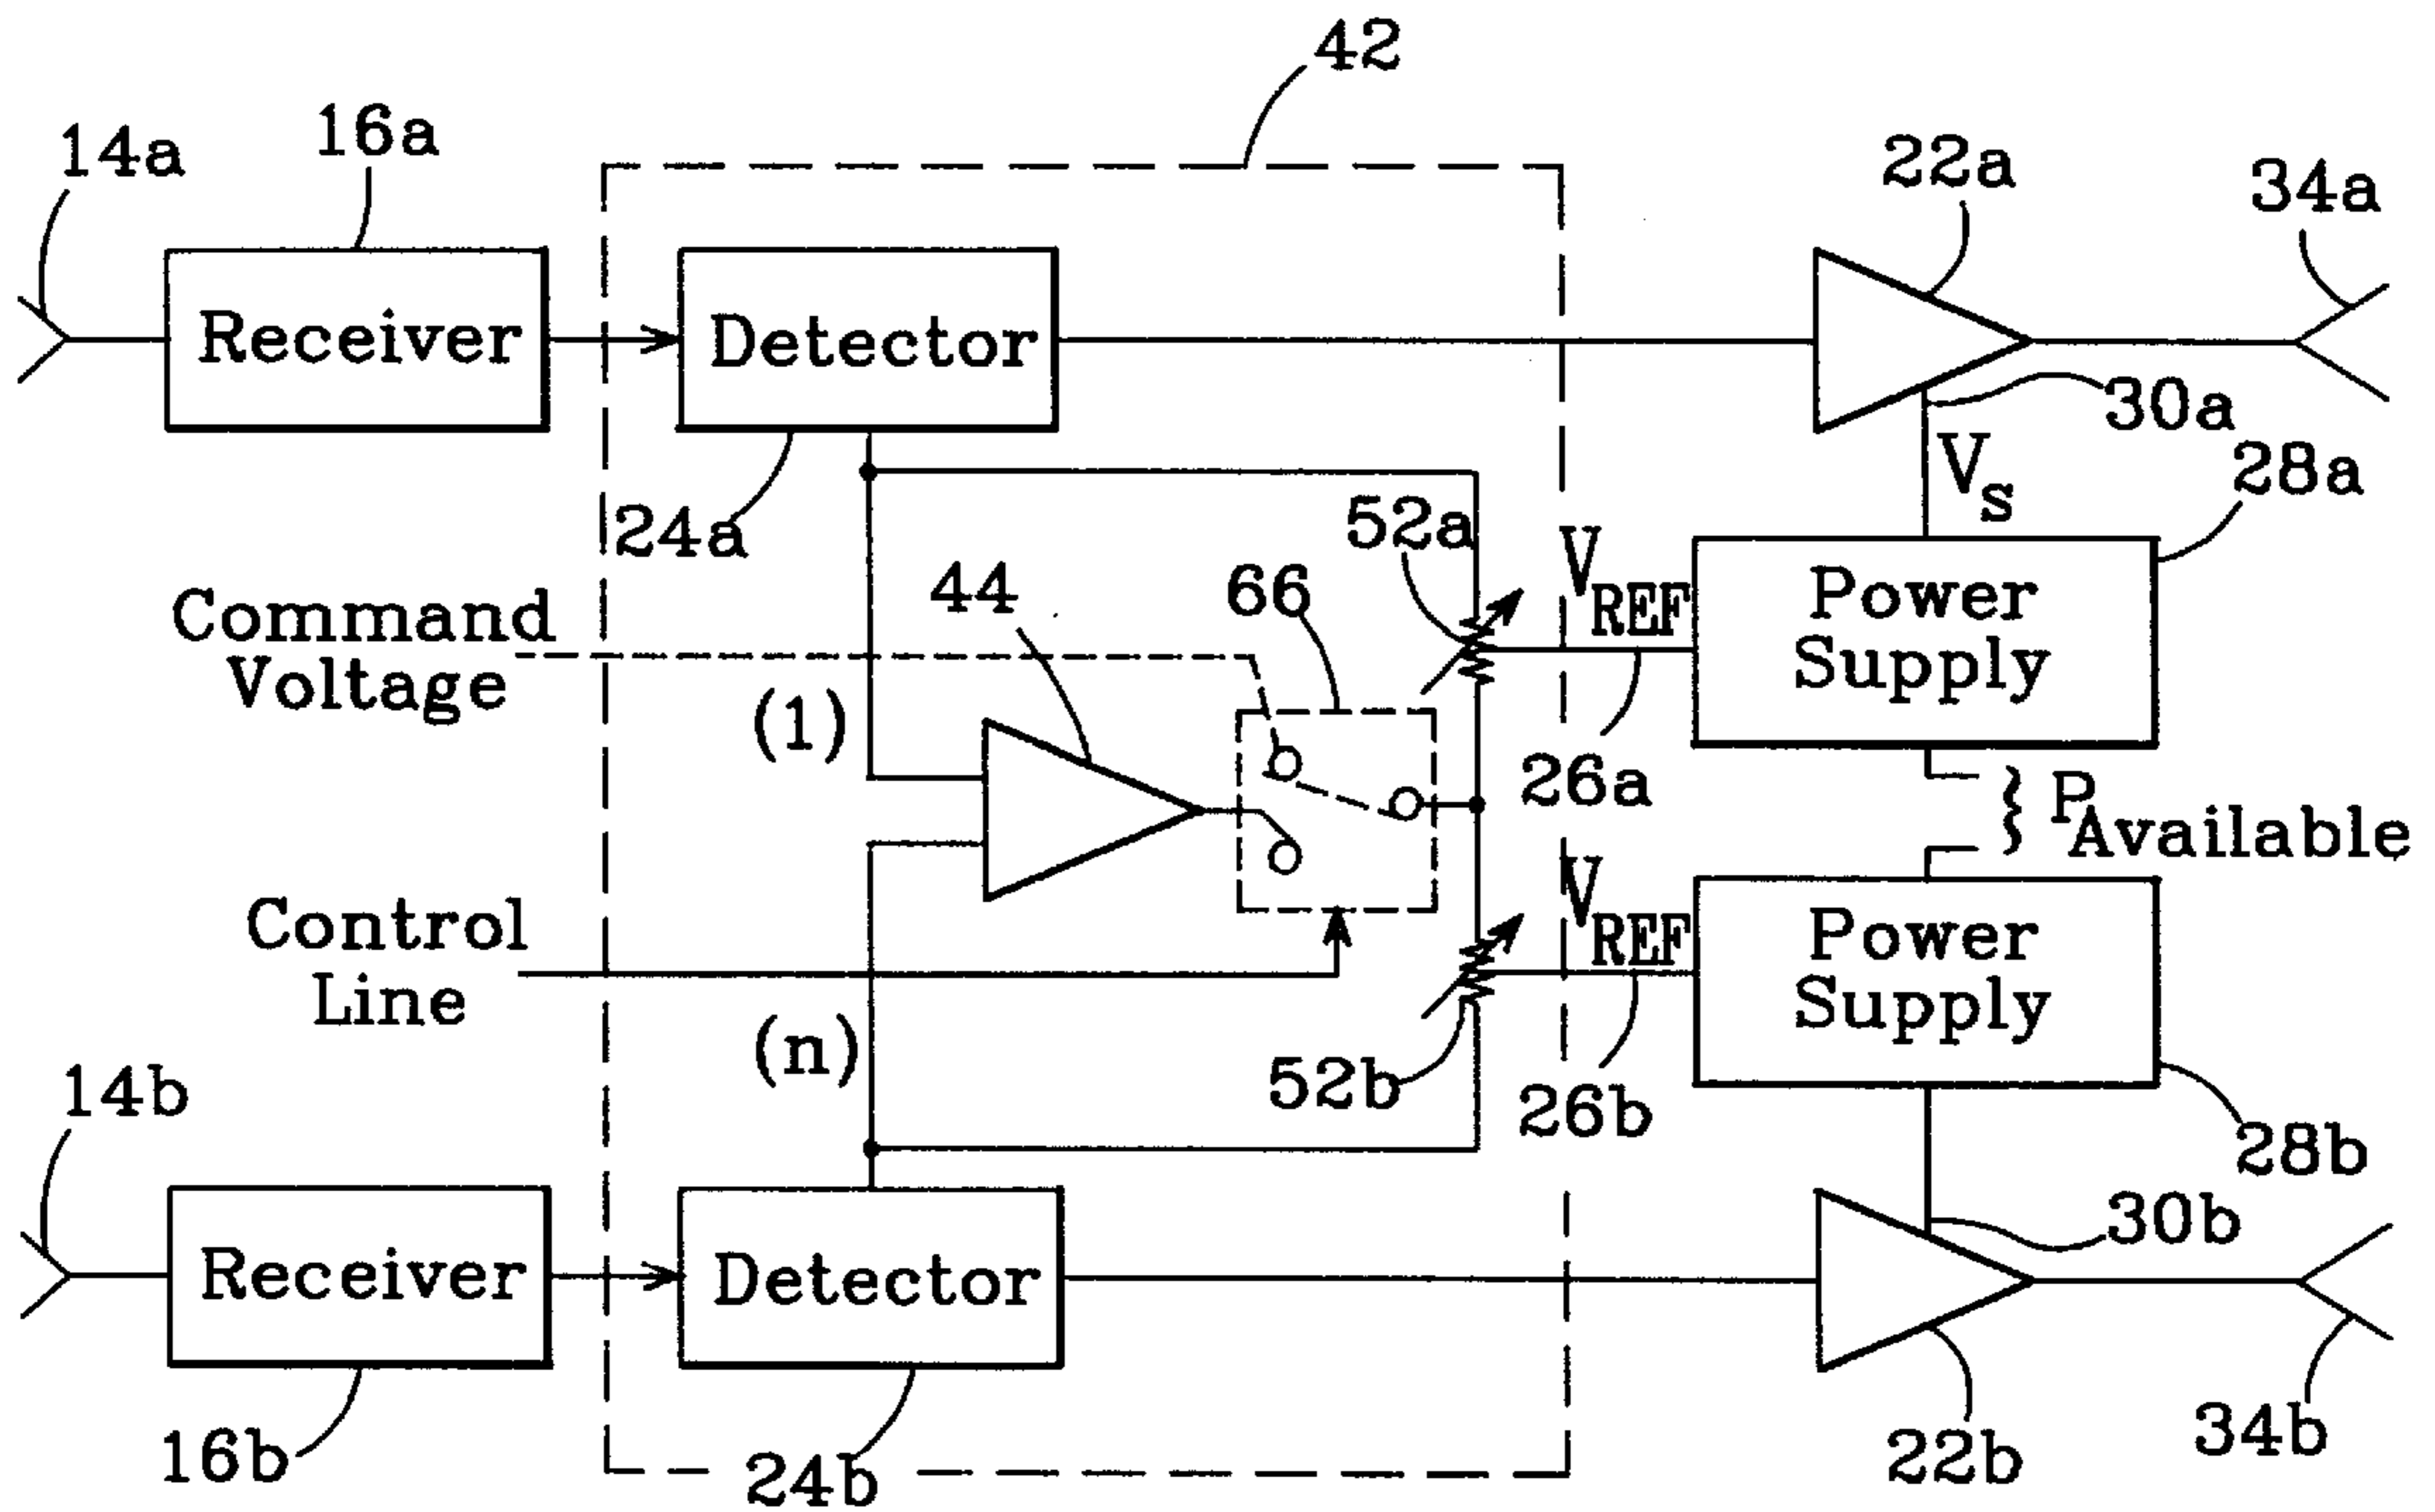 42
14a
16a
22a
34a
Receiver
Detector
30a
V_S
28a
24a
52a
V_REF
Power
Supply
44
66
Command
Voltage
(1)
26a
P_Available
V_REF
Power
Supply
Control
Line
(n)
52b
26b
14b
28b
30b
Receiver
Detector
16b
24b
22b
34b